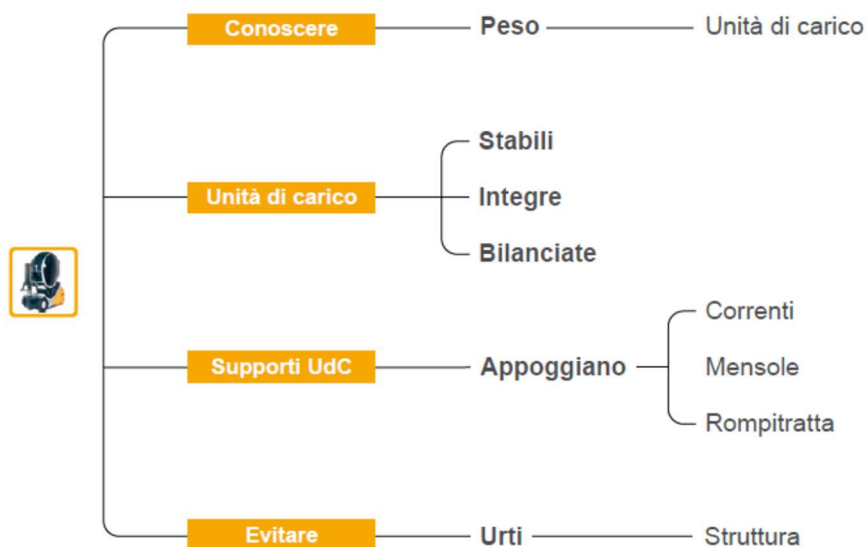 Conoscere Peso Unità di carico
Stabili
Unità di carico Integre
Bilanciate
Correnti
Supporti UdC Appoggiano Mensole
Rompitratta
Evitare Urti Struttura